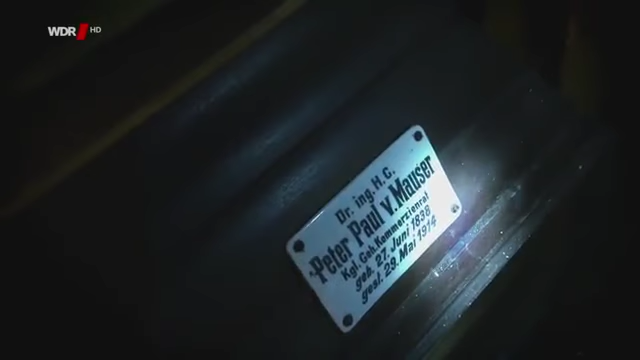 WDR HD
Dr. ing. H.C.
Peter Paul v. Mauser
Kgl. Geh. Kommerzienrat
geb. 27. Juni 1838
gest. 29. Mai 1914